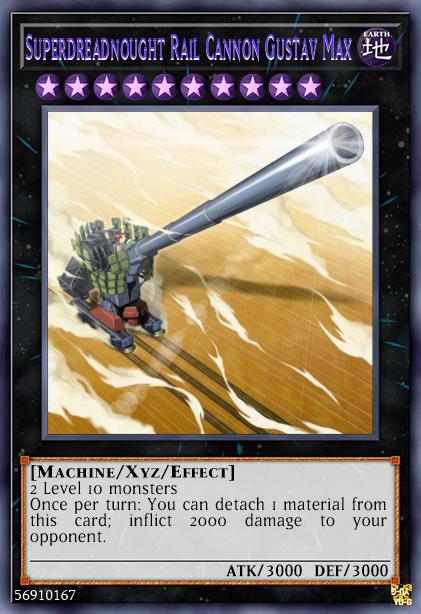 Superdreadnought Rail Cannon Gustav Max
EARTH
地
[Machine/Xyz/Effect]
2 Level 10 monsters
Once per turn: You can detach 1 material from
this card; inflict 2000 damage to your
opponent.
ATK/3000 DEF/3000
56910167